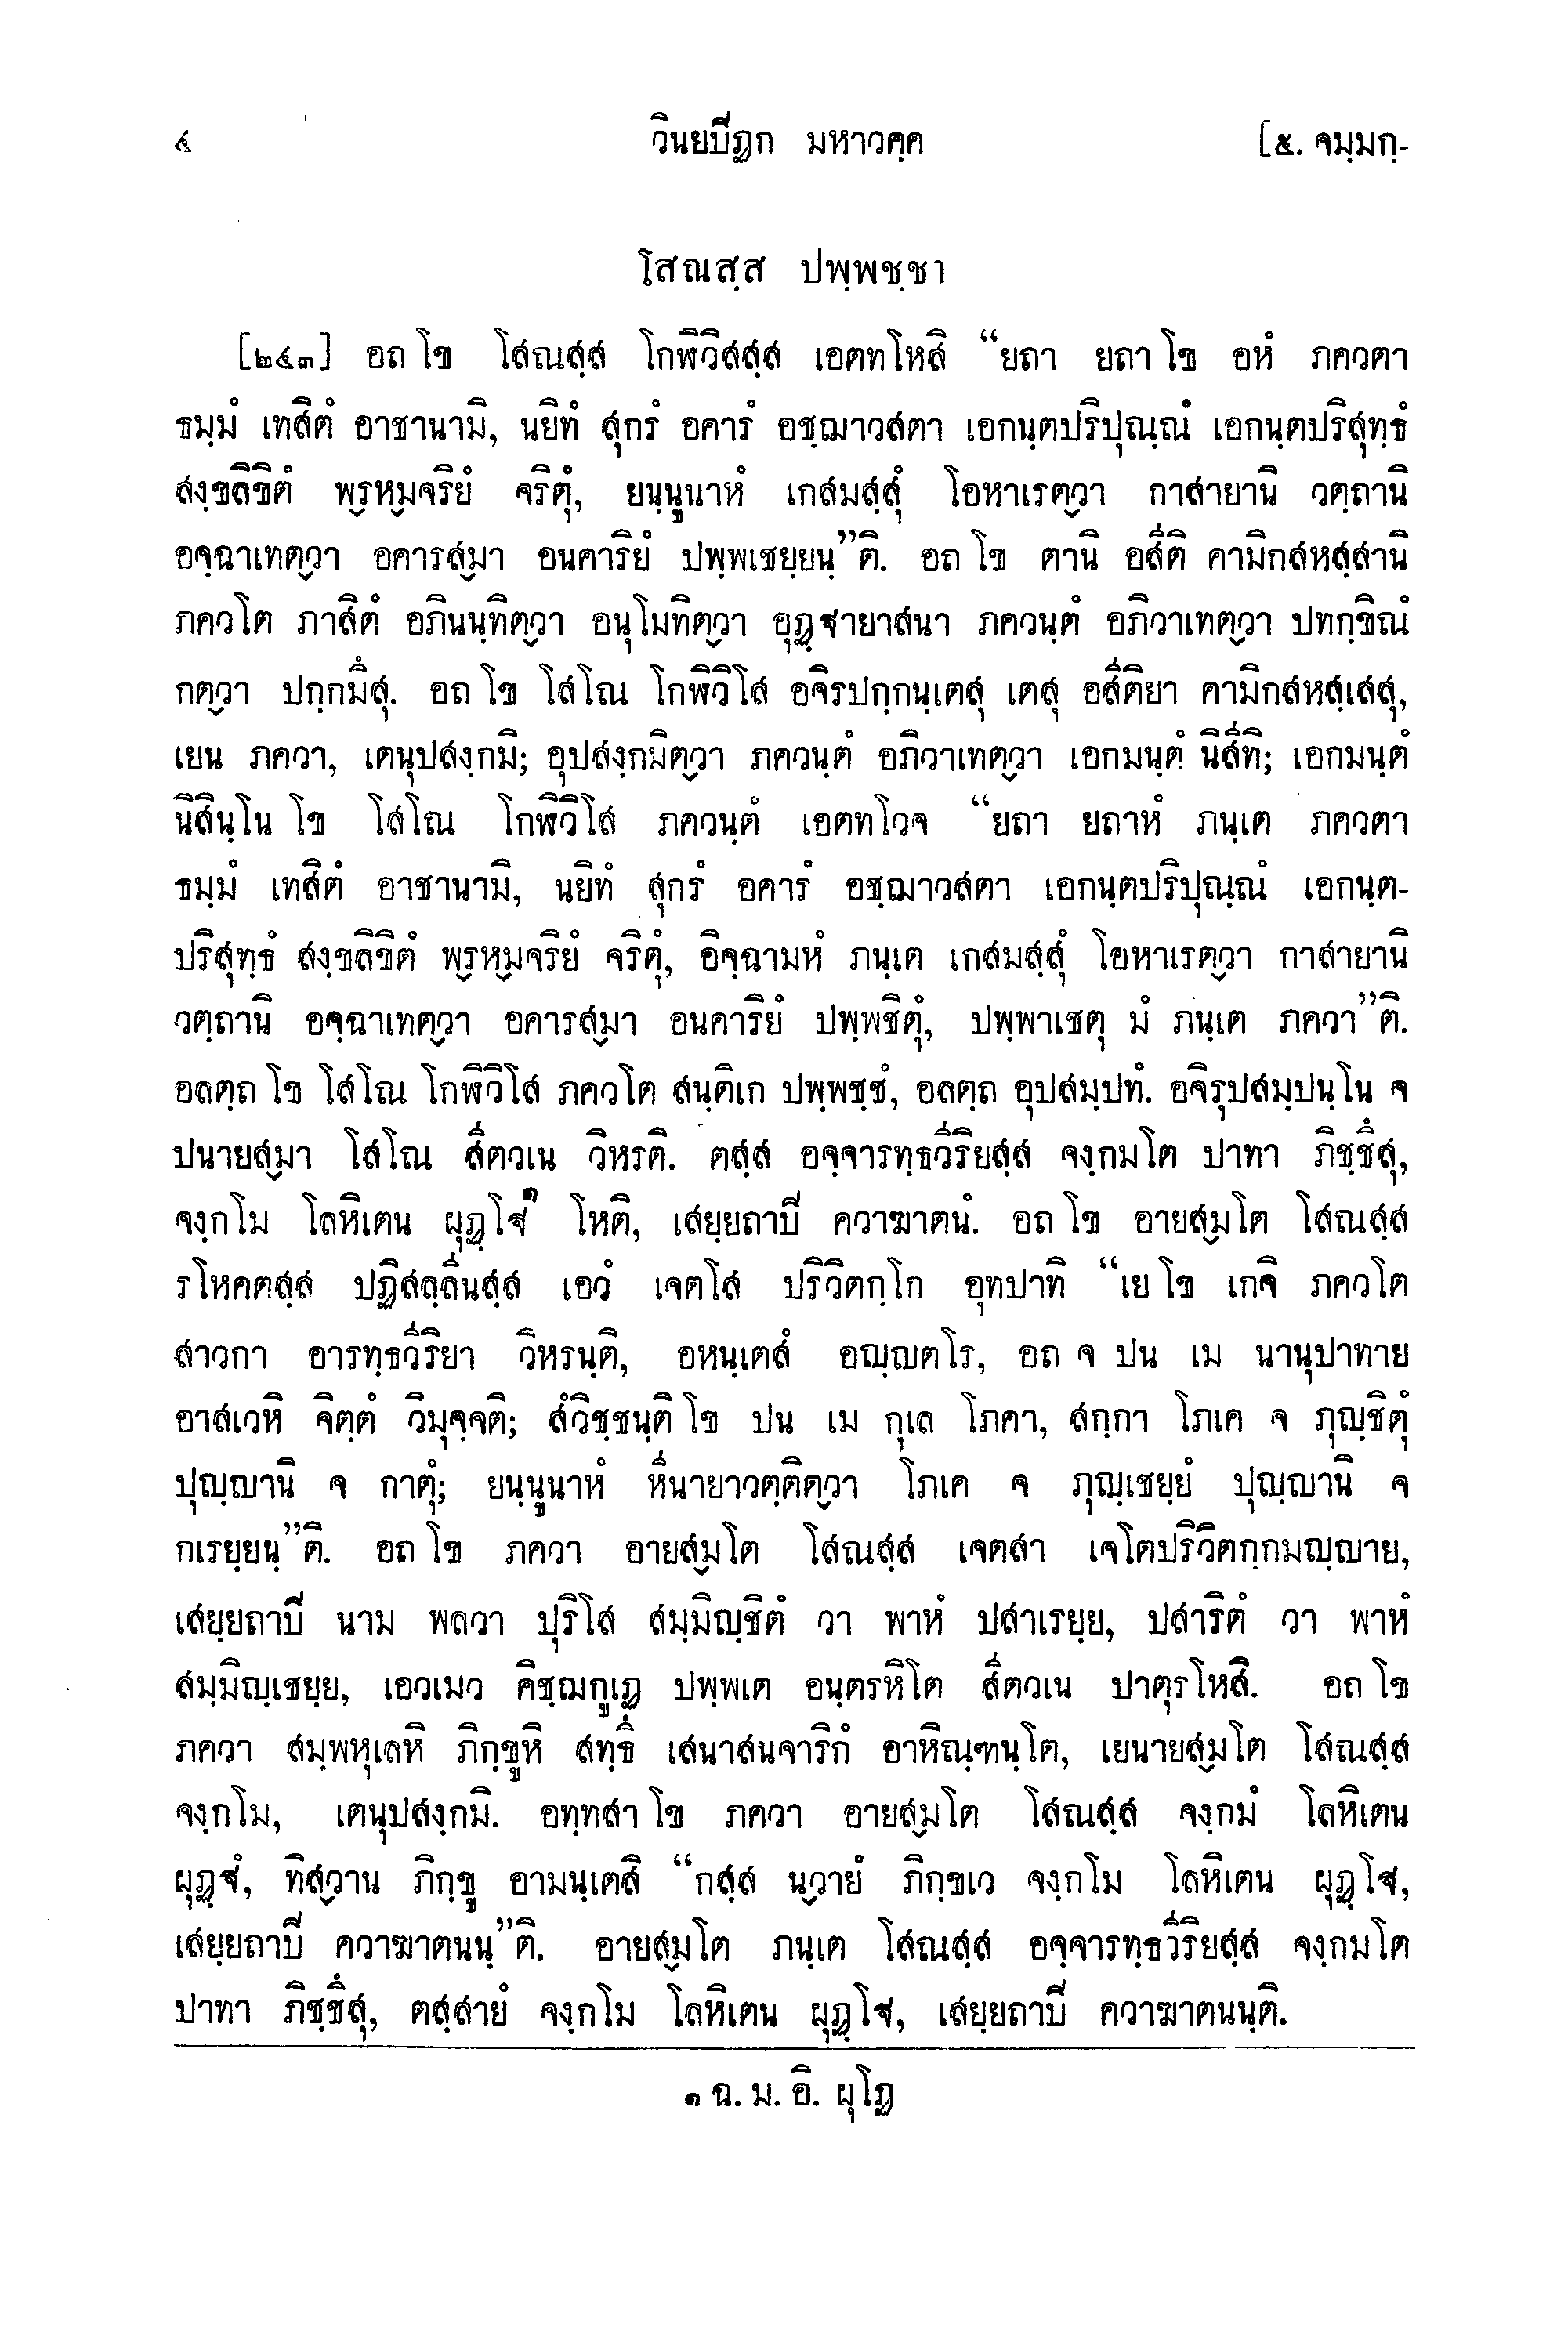 ๔ วินยปิฏก มหาวคฺค [๕. จมฺมกฺ-
โสณสฺส ปพฺพชฺชา
[๒๔๓] อถ โข โสณสฺส โกฬิวิสสฺส เอตทโหสิ “ยถา ยถา โข อหํ ภควตา
ธมฺมํ เทสิตํ อาชานามิ, นยิทํ สุกรํ อคารํ อชฺฌาวสตา เอกนฺตปริปุณฺณํ เอกนฺตปริสุทฺธํ
สงฺขลิขิตํ พฺรหฺมจริยํ จริตุํ, ยนฺนูนาหํ เกสมสฺสุํ โอหาเรตฺวา กาสายานิ วตฺถานิ
อจฺฉาเทตฺวา อคารสฺมา อนคาริยํ ปพฺพเชยฺยนฺ”ติ. อถ โข ตานิ อสีติ คามิกสหสฺสานิ
ภควโต ภาสิตํ อภินนฺทิตฺวา อนุโมทิตฺวา อุฏฺฐายาสนา ภควนฺตํ อภิวาเทตฺวา ปทกฺขิณํ
กตฺวา ปกฺกมึสุ. อถ โข โสโณ โกฬิวิโส อจิรปกฺกนฺเตสุ เตสุ อสีติยา คามิกสหสฺเสสุ,
เยน ภควา, เตนุปสงฺกมิ; อุปสงฺกมิตฺวา ภควนฺตํ อภิวาเทตฺวา เอกมนฺตํ นิสีทิ; เอกมนฺตํ
นิสินฺโน โข โสโณ โกฬิวิโส ภควนฺตํ เอตทโวจ “ยถา ยถาหํ ภนฺเต ภควตา
ธมฺมํ เทสิตํ อาชานามิ, นยิทํ สุกรํ อคารํ อชฺฌาวสตา เอกนฺตปริปุณฺณํ เอกนฺต-
ปริสุทฺธํ สงฺขลิขิตํ พฺรหฺมจริยํ จริตุํ, อิจฺฉามหํ ภนฺเต เกสมสฺสุํ โอหาเรตฺวา กาสายานิ
วตฺถานิ อจฺฉาเทตฺวา อคารสฺมา อนคาริยํ ปพฺพชิตุํ, ปพฺพาเชตุ มํ ภนฺเต ภควา”ติ.
อลตฺถ โข โสโณ โกฬิวิโส ภควโต สนฺติเก ปพฺพชฺชํ, อลตฺถ อุปสมฺปทํ. อจิรุปสมฺปนฺโน จ
ปนายสฺมา โสโณ สีตวเน วิหรติ. ตสฺส อจฺจารทฺธวีริยสฺส จงฺกมโต ปาทา ภิชฺชึสุ,
จงฺกโม โลหิเตน ผุฏฺโฐ๑ โหติ, เสยฺยถาปิ ควาฆาตนํ. อถ โข อายสฺมโต โสณสฺส
รโหคตสฺส ปฏิสลฺลีนสฺส เอวํ เจตโส ปริวิตกฺโก อุทปาทิ “เย โข เกจิ ภควโต
สาวกา อารทฺธวีริยา วิหรนฺติ, อหนฺเตสํ อญฺญตโร, อถ จ ปน เม นานุปาทาย
อาสเวหิ จิตฺตํ วิมุจฺจติ; สํวิชฺชนฺติ โข ปน เม กุเล โภคา, สกฺกา โภเค จ ภุญฺชิตุํ
ปุญฺญานิ จ กาตุํ; ยนฺนูนาหํ หีนายาวตฺติตฺวา โภเค จ ภุญฺเชยฺยํ ปุญฺญานิ จ
กเรยฺยนฺ”ติ. อถ โข ภควา อายสฺมโต โสณสฺส เจตสา เจโตปริวิตกฺกมญฺญาย,
เสยฺยถาปิ นาม พลวา ปุริโส สมฺมิญฺชิตํ วา พาหํ ปสาเรยฺย, ปสาริตํ วา พาหํ
สมฺมิญฺเชยฺย, เอวเมว คิชฺฌกูเฏ ปพฺพเต อนฺตรหิโต สีตวเน ปาตุรโหสิ. อถ โข
ภควา สมฺพหุเลหิ ภิกฺขูหิ สทฺธึ เสนาสนจาริกํ อาหิณฺฑนฺโต, เยนายสฺมโต โสณสฺส
จงฺกโม, เตนุปสงฺกมิ. อทฺทสา โข ภควา อายสฺมโต โสณสฺส จงฺกมํ โลหิเตน
ผุฏฺฐํ, ทิสฺวาน ภิกฺขู อามนฺเตสิ “กสฺส นฺวายํ ภิกฺขเว จงฺกโม โลหิเตน ผุฏฺโฐ,
เสยฺยถาปิ ควาฆาตนนฺ”ติ. อายสฺมโต ภนฺเต โสณสฺส อจฺจารทฺธวีริยสฺส จงฺกมโต
ปาทา ภิชฺชึสุ, ตสฺสายํ จงฺกโม โลหิเตน ผุฏฺโฐ, เสยฺยถาปิ ควาฆาตนนฺติ.
๑ ฉ. ม. อิ. ผุโฏ